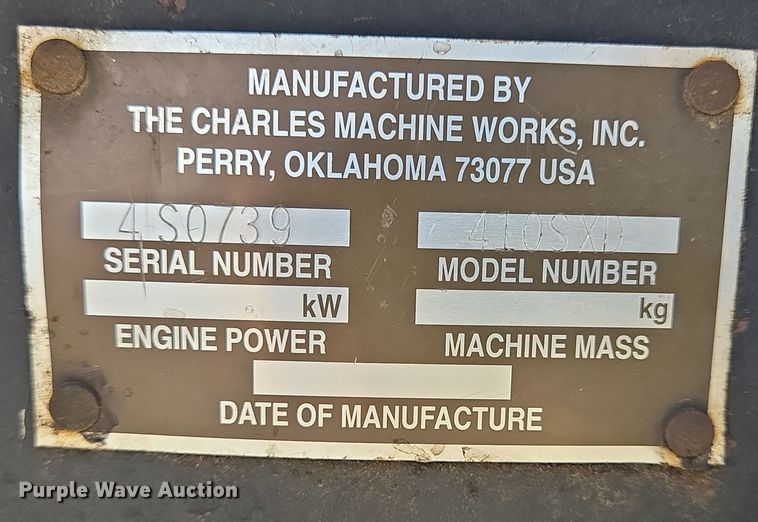 MANUFACTURED BY
THE CHARLES MACHINE WORKS, INC.
PERRY, OKLAHOMA 73077 USA
4S0739 410SXD
SERIAL NUMBER MODEL NUMBER
kW kg
ENGINE POWER MACHINE MASS
DATE OF MANUFACTURE
Purple Wave Auction